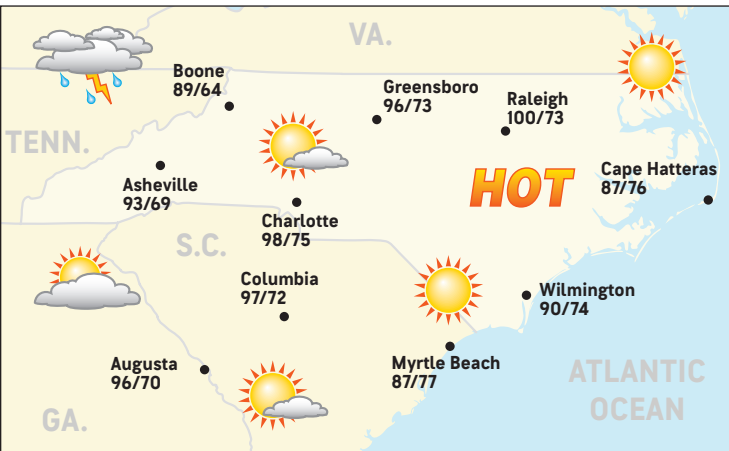 VA.
Boone
89/64
Greensboro
96/73
Raleigh
100/73
TENN.
Asheville
93/69
HOT
Cape Hatteras
87/76
Charlotte
98/75
S.C.
Columbia
97/72
Wilmington
90/74
Augusta
96/70
Myrtle Beach
87/77
ATLANTIC
OCEAN
GA.